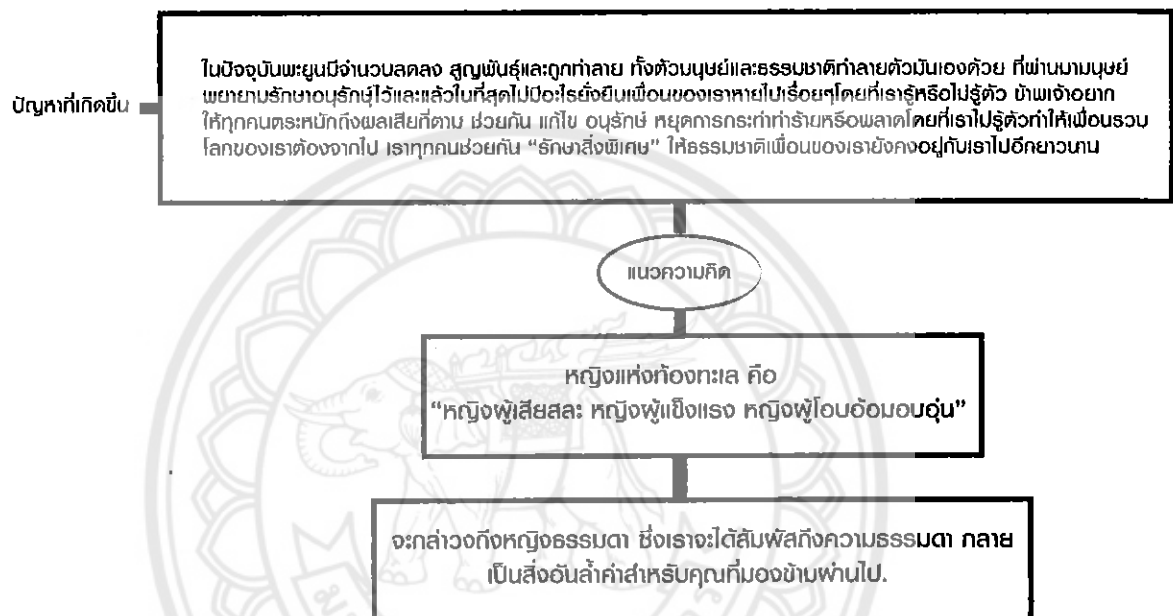 ในปัจจุบันพะยูนมีจำนวนลดลง สูญพันธุ์และถูกทำลาย ทั้งตัวมนุษย์และธรรมชาติทำลายตัวมันเองด้วย ที่ผ่านมามนุษย์
ปัญหาที่เกิดขึ้น
พยายามรักษาอนุรักษ์ไว้และแล้วในที่สุดไม่มีอะไรยั่งยืนเพื่อนของเราหายไปเรื่อยๆโดยที่เรารู้หรือไม่รู้ตัว ข้าพเจ้าอยาก
ให้ทุกคนตระหนักถึงผลเสียที่ตาม ช่วยกัน แก้ไข อนุรักษ์ หยุดการกระทำทำร้ายหรือพลาดโดยที่เราไม่รู้ตัวทำให้เพื่อนรวบ
โลกของเราต้องจากไป เราทุกคนช่วยกัน “รักษาสิ่งพิเศษ” ให้ธรรมชาติเพื่อนของเรายังคงอยู่กับเราไปอีกยาวนาน
แนวความคิด
หญิงแห่งท้องทะเล คือ
“หญิงผู้เสียสละ หญิงผู้แข็งแรง หญิงผู้โอบอ้อมอบอุ่น”
จะกล่าวงถึงหญิงธรรมดา ซึ่งเราจะได้สัมพัสถึงความธรรมดา กลาย
เป็นสิ่งอันล้ำค่าสำหรับคุณที่มองข้ามผ่านไป.